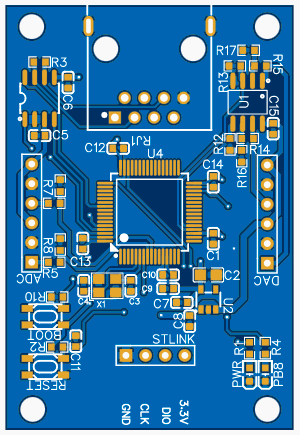 R17
R3
R15
R13
C6
U1
C15
C5
RJ1
R12
C12
U4
R14
R16
C14
R7
C1
R8
C13
ADC
R5
DAC
C10
C2
C4
X1
C3
C9
R10
C7
U2
C8
BOOT
R2
C11
STLINK
R1
R4
RESET
PWR
PB8
GND
CLK
DIO
3.3V